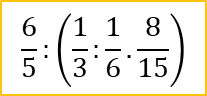 6/5 : (1/3 : 1/6 . 8/15)